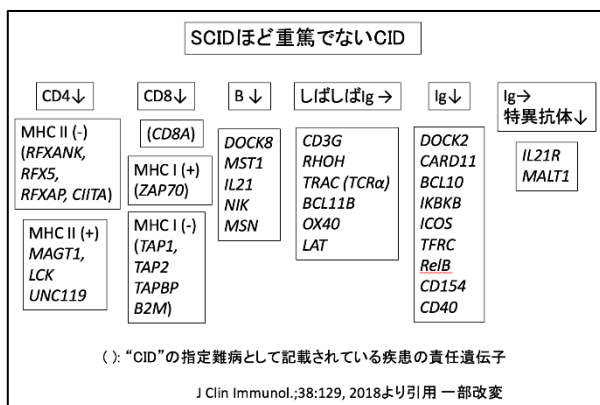 SCIDほど重篤でないCID
CD4↓
MHC II (-)
(RFXANK,
RFX5,
RFXAP, CIITA)
MHC II (+)
MAGT1,
LCK
UNC119
CD8↓
(CD8A)
MHC I (+)
(ZAP70)
MHC I (-)
(TAP1,
TAP2
TAPBP
B2M)
B ↓
DOCK8
MST1
IL21
NIK
MSN
しばしばIg →
CD3G
RHOH
TRAC (TCRα)
BCL11B
OX40
LAT
Ig↓
DOCK2
CARD11
BCL10
IKBKB
ICOS
TFRC
RelB
CD154
CD40
Ig→
特異抗体↓
IL21R
MALT1
( ): “CID”の指定難病として記載されている疾患の責任遺伝子
J Clin Immunol.;38:129, 2018より引用 一部改変